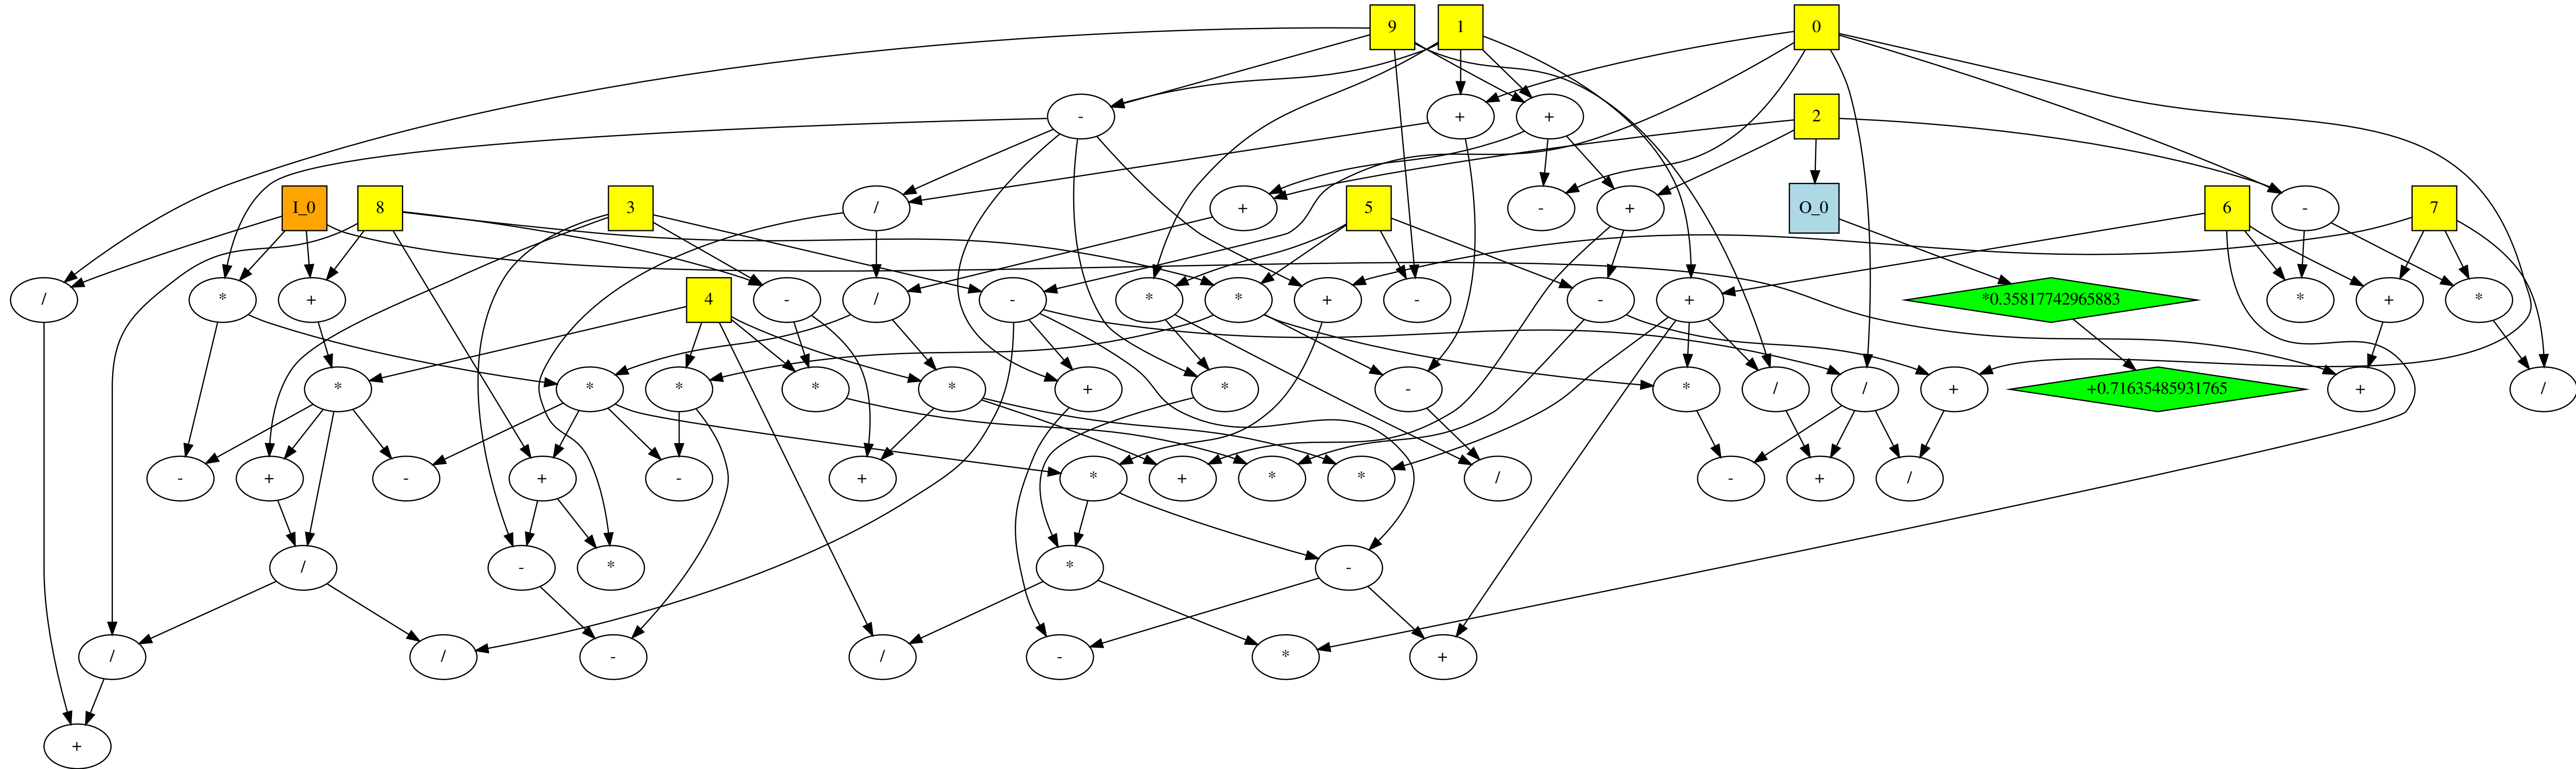 9 1 0
- + + 2
I_0 8 3 / + 5 - + O_0 6 - 7
/ * + 4 - / - * * + - - + *0.35817742965883 * + *
* * * * * + * - * / / + +0.71635485931765 + /
- + - + - + * + * * / - + /
/ - * * -
/ / - / - * +
+